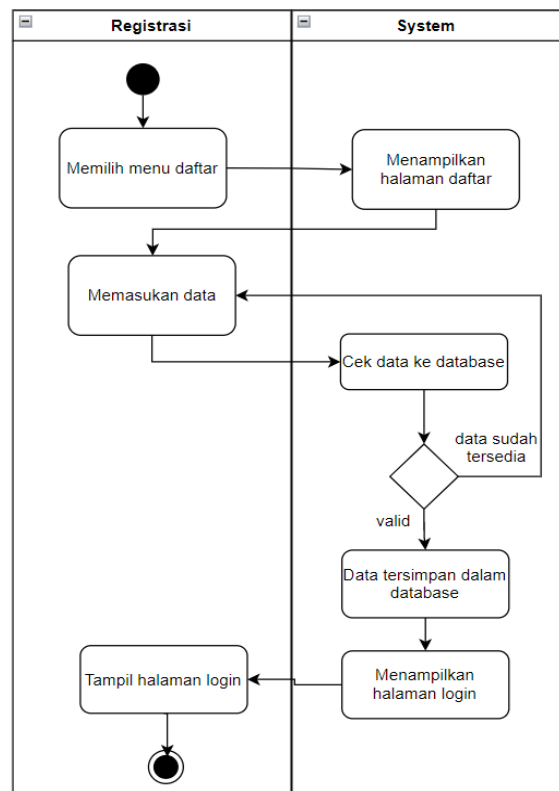 Registrasi
System
Memilih menu daftar
Menampilkan
halaman daftar
Memasukan data
Cek data ke database
data sudah
tersedia
valid
Data tersimpan dalam
database
Tampil halaman login
Menampilkan
halaman login